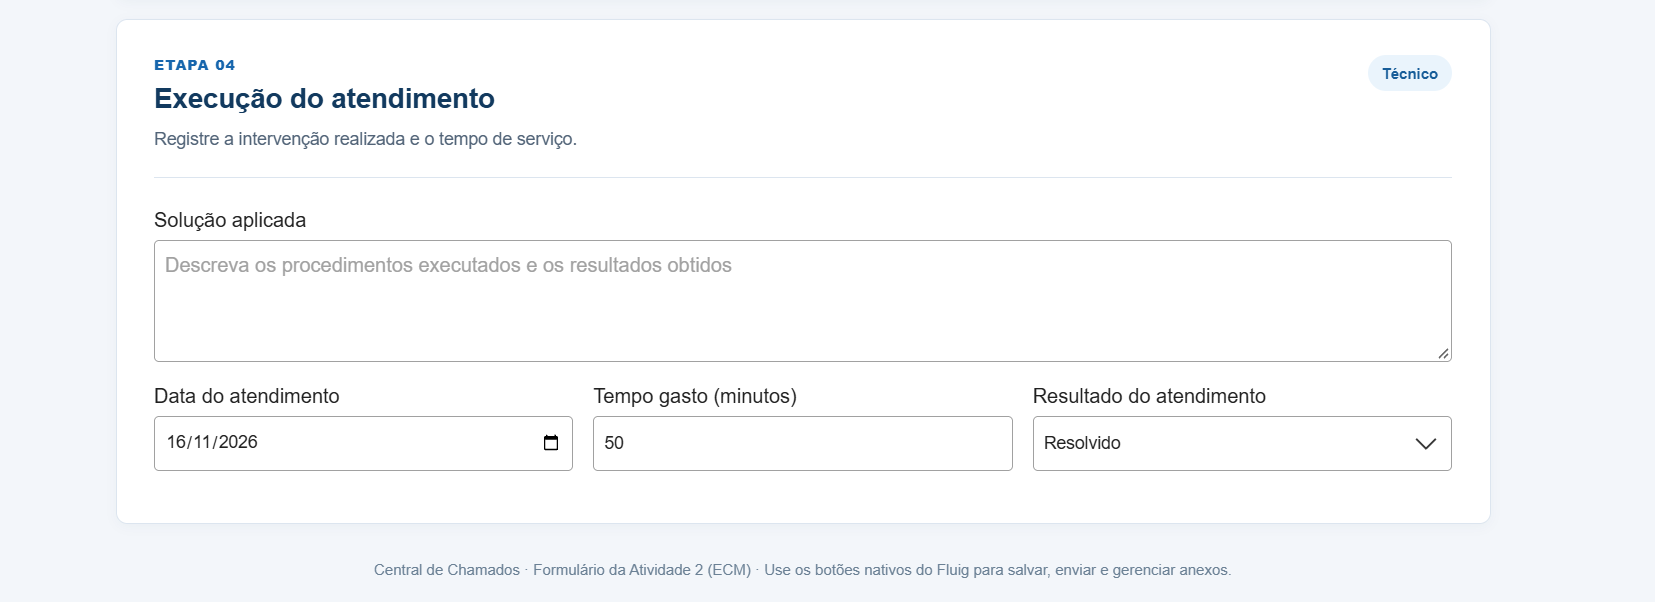 ETAPA 04
Técnico
Execução do atendimento
Registre a intervenção realizada e o tempo de serviço.
Solução aplicada
Descreva os procedimentos executados e os resultados obtidos
Data do atendimento
Tempo gasto (minutos)
Resultado do atendimento
16/11/2026
50
Resolvido
Central de Chamados · Formulário da Atividade 2 (ECM) · Use os botões nativos do Fluig para salvar, enviar e gerenciar anexos.